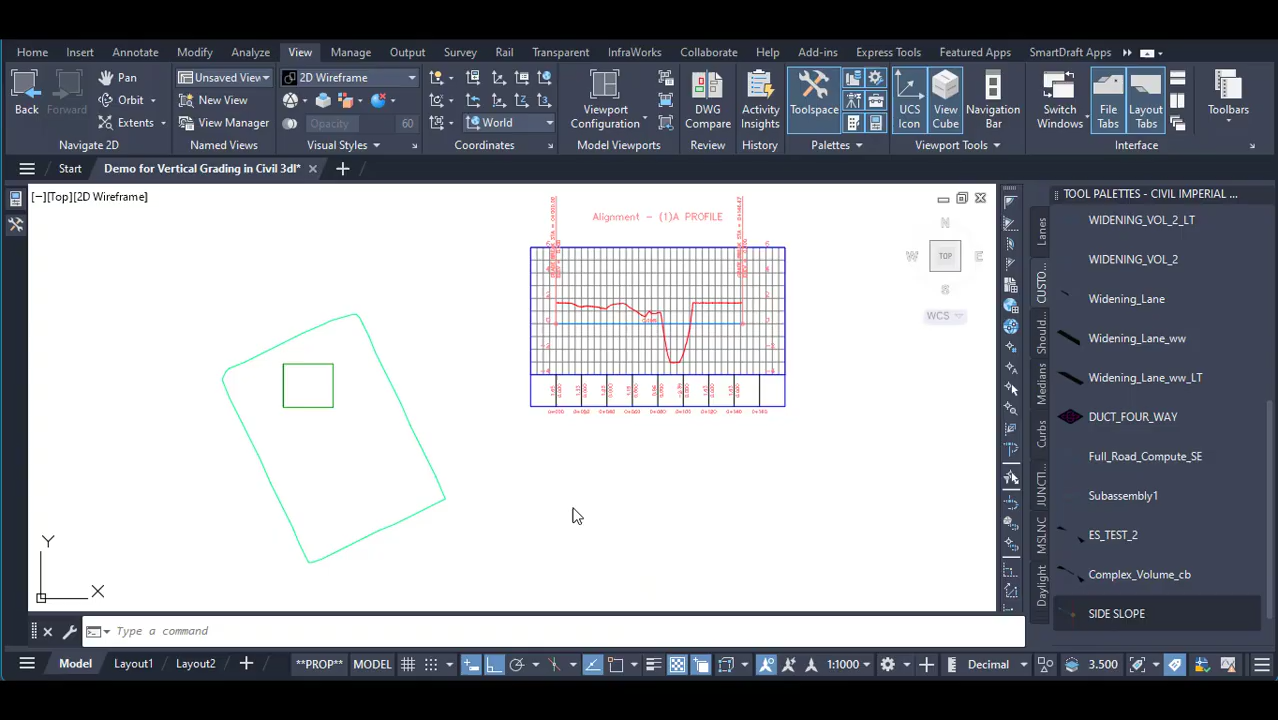 Home Insert Annotate Modify View Analyze Manage Output Survey Rail Transparent InfraWorks Collaborate Help Add-ins Express Tools Featured Apps SmartDraft Apps
Pan Unsaved View 2D Wireframe
Orbit New View
Back Forward Extents View Manager Opacity 60 World Viewport Configuration DWG Compare Activity Insights Toolspace UCS Icon View Cube Navigation Bar Switch Windows File Tabs Layout Tabs Toolbars
Navigate 2D Named Views Visual Styles Coordinates Model Viewports Review History Palettes Viewport Tools Interface
Start Demo for Vertical Grading in Civil 3dl*
[−][Top][2D Wireframe]
TOOL PALETTES - CIVIL IMPERIAL ...
Alignment - (1)A PROFILE
N
W TOP E
S
WCS
Lanes
CUSTO...
Should...
Medians
Curbs
JUNCTI...
MSLNC
Daylight
WIDENING_VOL_2_LT
WIDENING_VOL_2
Widening_Lane
Widening_Lane_ww
Widening_Lane_ww_LT
DUCT_FOUR_WAY
Full_Road_Compute_SE
Subassembly1
ES_TEST_2
Complex_Volume_cb
SIDE SLOPE
Y
X
Type a command
Model Layout1 Layout2 **PROP** MODEL 1:1000 Decimal 3.500